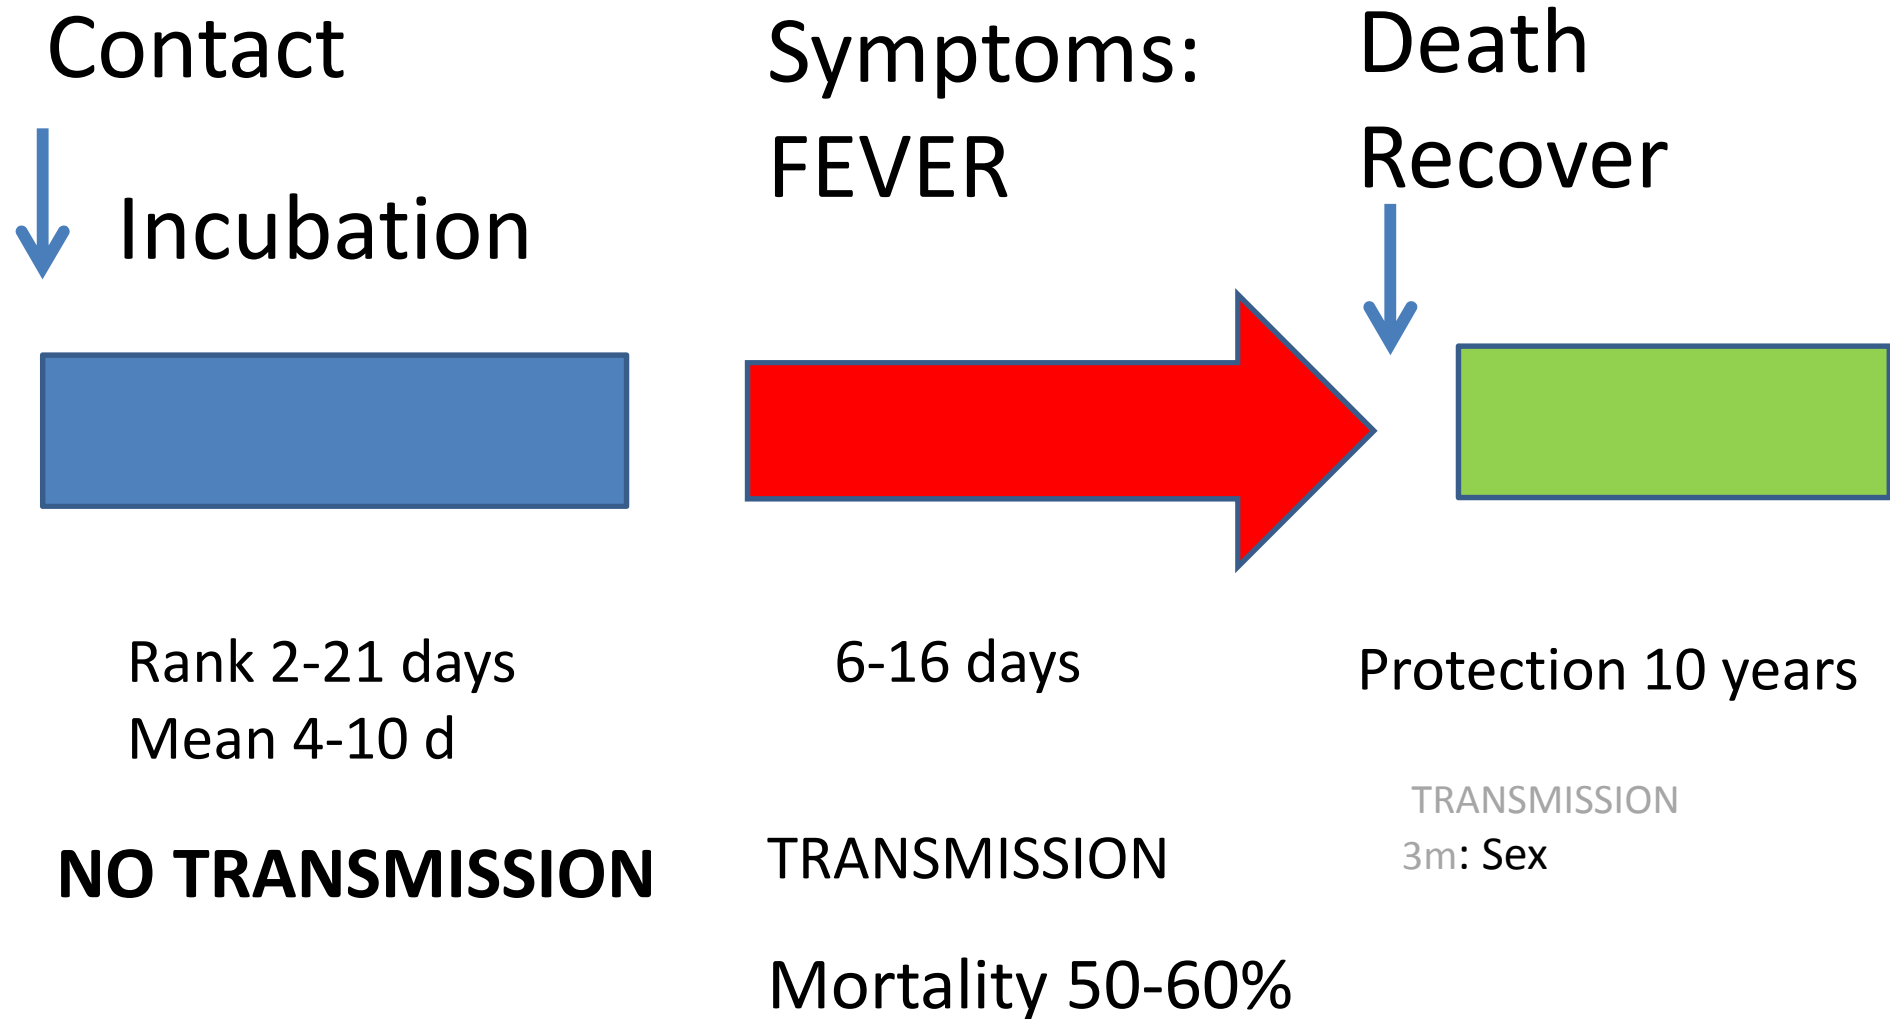 Contact
Incubation
Rank 2-21 days
Mean 4-10 d
NO TRANSMISSION
Symptoms:
FEVER
6-16 days
TRANSMISSION
Mortality 50-60%
Death
Recover
Protection 10 years
TRANSMISSION
3m: Sex